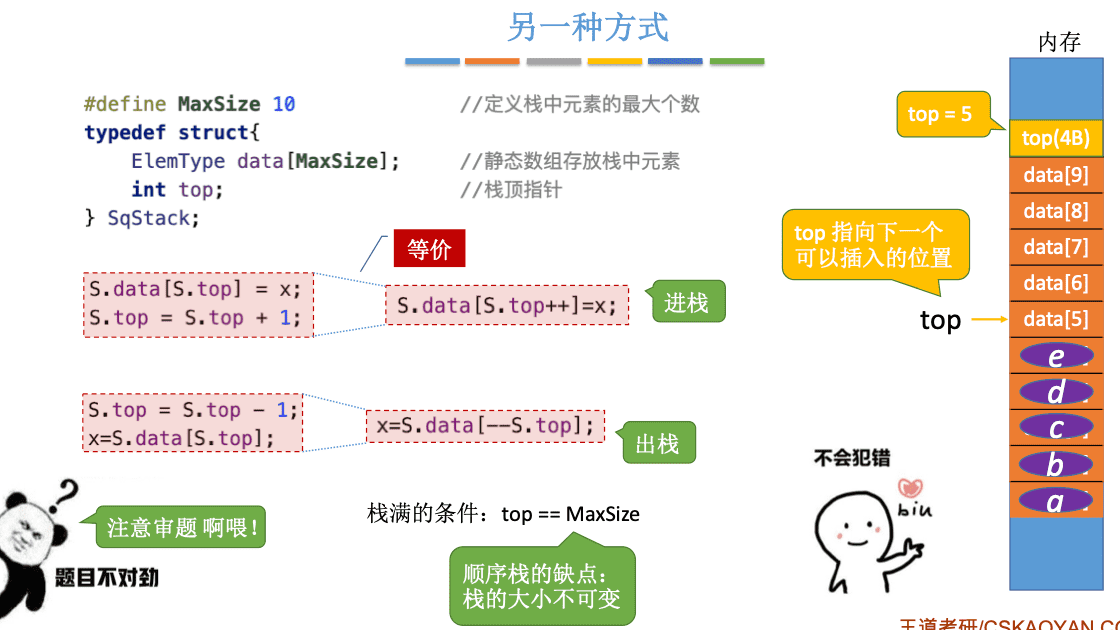 另一种方式
#define MaxSize 10 //定义栈中元素的最大个数
typedef struct{
ElemType data[MaxSize]; //静态数组存放栈中元素
int top; //栈顶指针
} SqStack;
等价
S.data[S.top] = x;
S.top = S.top + 1;
S.data[S.top++]=x;
进栈
S.top = S.top - 1;
x=S.data[S.top];
x=S.data[--S.top];
出栈
注意审题 啊喂！
题目不对劲
栈满的条件：top == MaxSize
顺序栈的缺点：
栈的大小不可变
内存
top = 5
top(4B)
data[9]
data[8]
data[7]
data[6]
data[5]
top 指向下一个
可以插入的位置
top
e
d
c
b
a
不会犯错
biu
王道考研/CSKAOYAN.CO